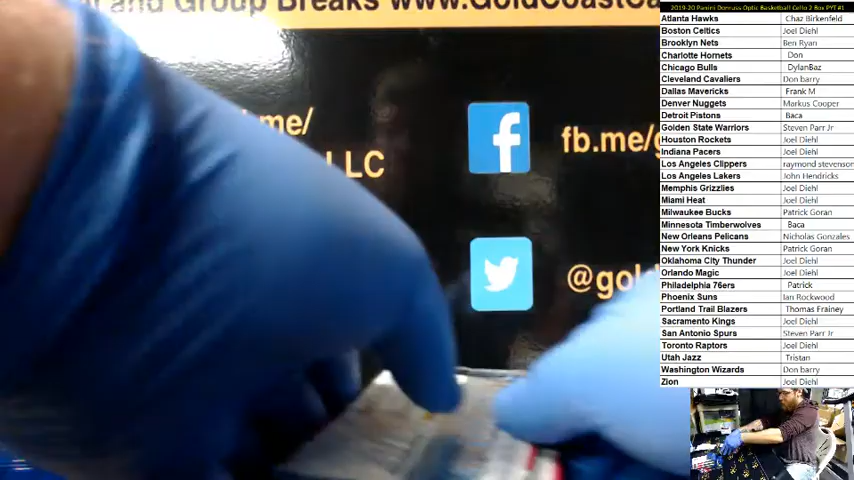 and Group Breaks www.GoldCoastCa
me/
LLC
f
fb.me/g
@gol
2019-20 Panini Donruss Optic Basketball Cello 2 Box PYT #1
Atlanta Hawks Chaz Birkenfeld
Boston Celtics Joel Diehl
Brooklyn Nets Ben Ryan
Charlotte Hornets Don
Chicago Bulls DylanBaz
Cleveland Cavaliers Don barry
Dallas Mavericks Frank M
Denver Nuggets Markus Cooper
Detroit Pistons Baca
Golden State Warriors Steven Parr Jr
Houston Rockets Joel Diehl
Indiana Pacers Joel Diehl
Los Angeles Clippers raymond stevenson
Los Angeles Lakers John Hendricks
Memphis Grizzlies Joel Diehl
Miami Heat Joel Diehl
Milwaukee Bucks Patrick Goran
Minnesota Timberwolves Baca
New Orleans Pelicans Nicholas Gonzales
New York Knicks Patrick Goran
Oklahoma City Thunder Joel Diehl
Orlando Magic Joel Diehl
Philadelphia 76ers Patrick
Phoenix Suns Ian Rockwood
Portland Trail Blazers Thomas Frainey
Sacramento Kings Joel Diehl
San Antonio Spurs Steven Parr Jr
Toronto Raptors Joel Diehl
Utah Jazz Tristan
Washington Wizards Don barry
Zion Joel Diehl